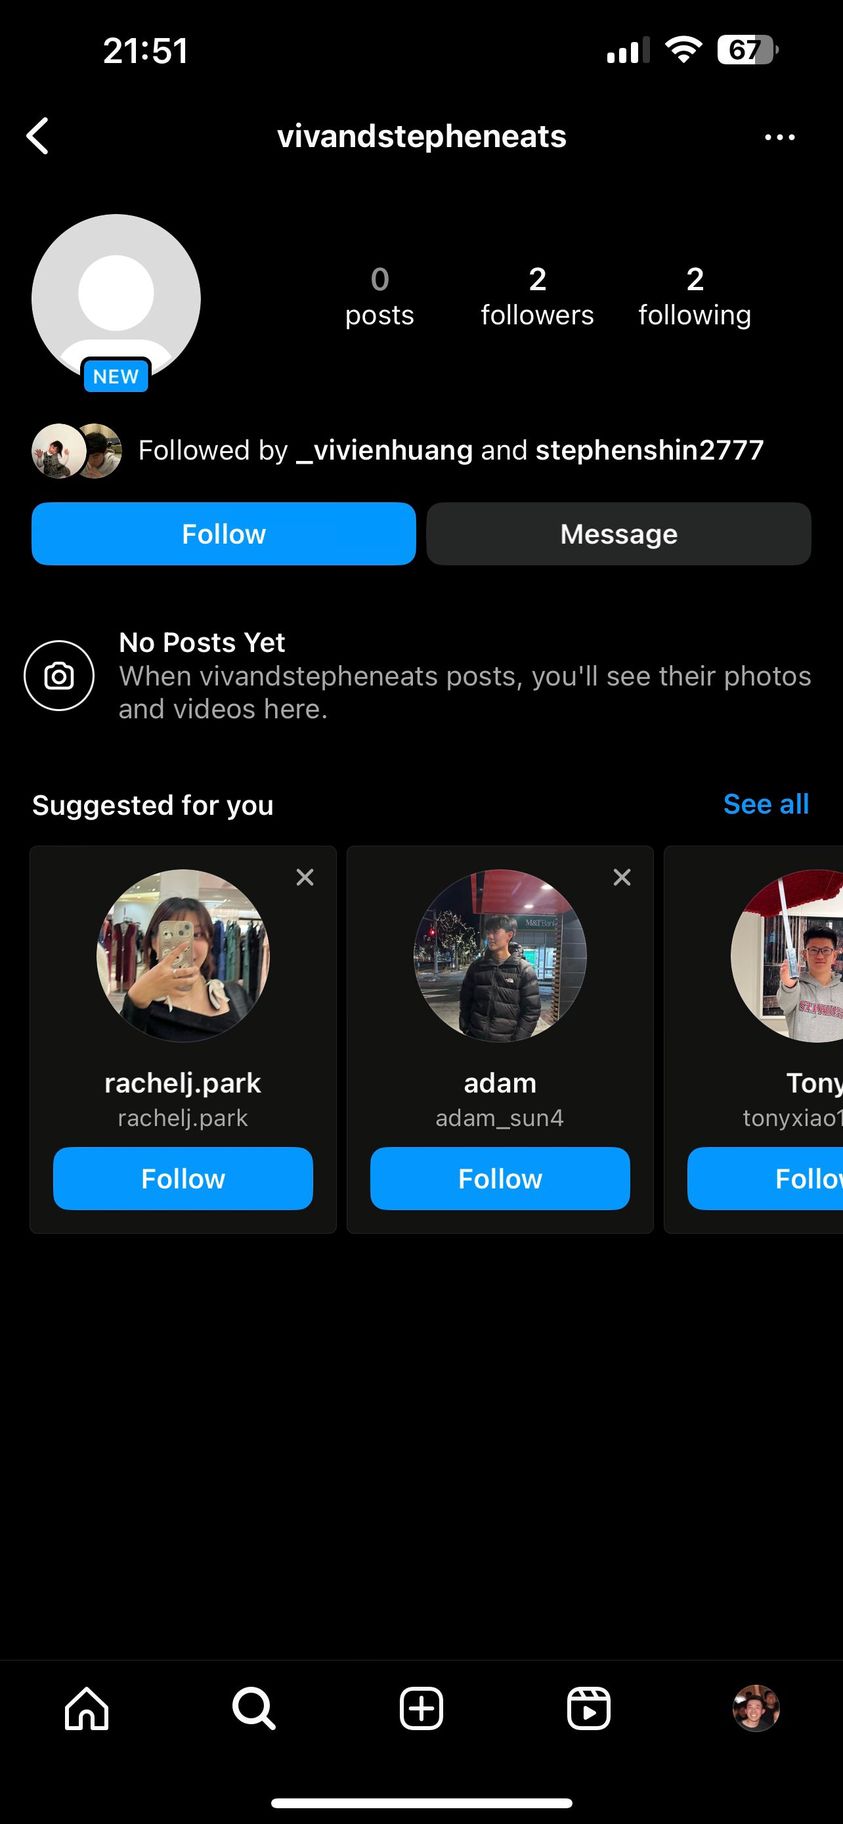 21:51
67
vivandstepheneats
0
posts
2
followers
2
following
NEW
Followed by _vivienhuang and stephenshin2777
Follow
Message
No Posts Yet
When vivandstepheneats posts, you'll see their photos
and videos here.
Suggested for you
See all
M&T Bank
rachelj.park
rachelj.park
Follow
adam
adam_sun4
Follow
Tony
tonyxiao1
Follow